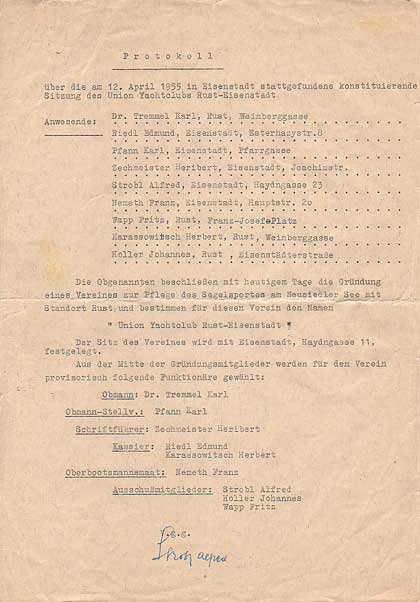 Protokoll
über die am 12. April 1955 in Eisenstadt stattgefundene konstituierende
Sitzung des Union Yachtclubs Rust-Eisenstadt
Anwesende: Dr. Tremmel Karl, Rust, Weinberggasse
Riedl Edmund, Eisenstadt, Esterhazystr.8
Pfann Karl, Eisenstadt, Pfarrgasse
Zechmeister Heribert, Eisenstadt, Joachimstr.
Strobl Alfred, Eisenstadt, Haydngasse 23
Nemeth Franz, Eisenstadt, Hauptstr. 2o
Wapp Fritz, Rust, Franz-Josef-Platz
Karassowitsch Herbert, Rust, Weinberggasse
Holler Johannes, Rust, Eisenstädterstraße
Die Obgenannten beschließen mit heutigem Tage die Gründung
eines Vereines zur Pflege des Segelsportes am Neusiedler See mit
Standort Rust und bestimmen für diesen den Namen
" Union Yachtclub Rust-Eisenstadt "
Der Sitz des Vereines wird mit Eisenstadt, Haydngasse 11,
festgelegt.
Aus der Mitte der Gründungsmitglieder werden für den Verein
provisorisch folgende Funktionäre gewählt:
Obmann: Dr. Tremmel Karl
Obmann-Stellv.: Pfann Karl
Schriftführer: Zechmeister Heribert
Kassier: Riedl Edmund
Karassowitsch Herbert
Oberbootsmannsmaat: Nemeth Franz
Ausschußmitglieder: Strobl Alfred
Holler Johannes
Wapp Fritz